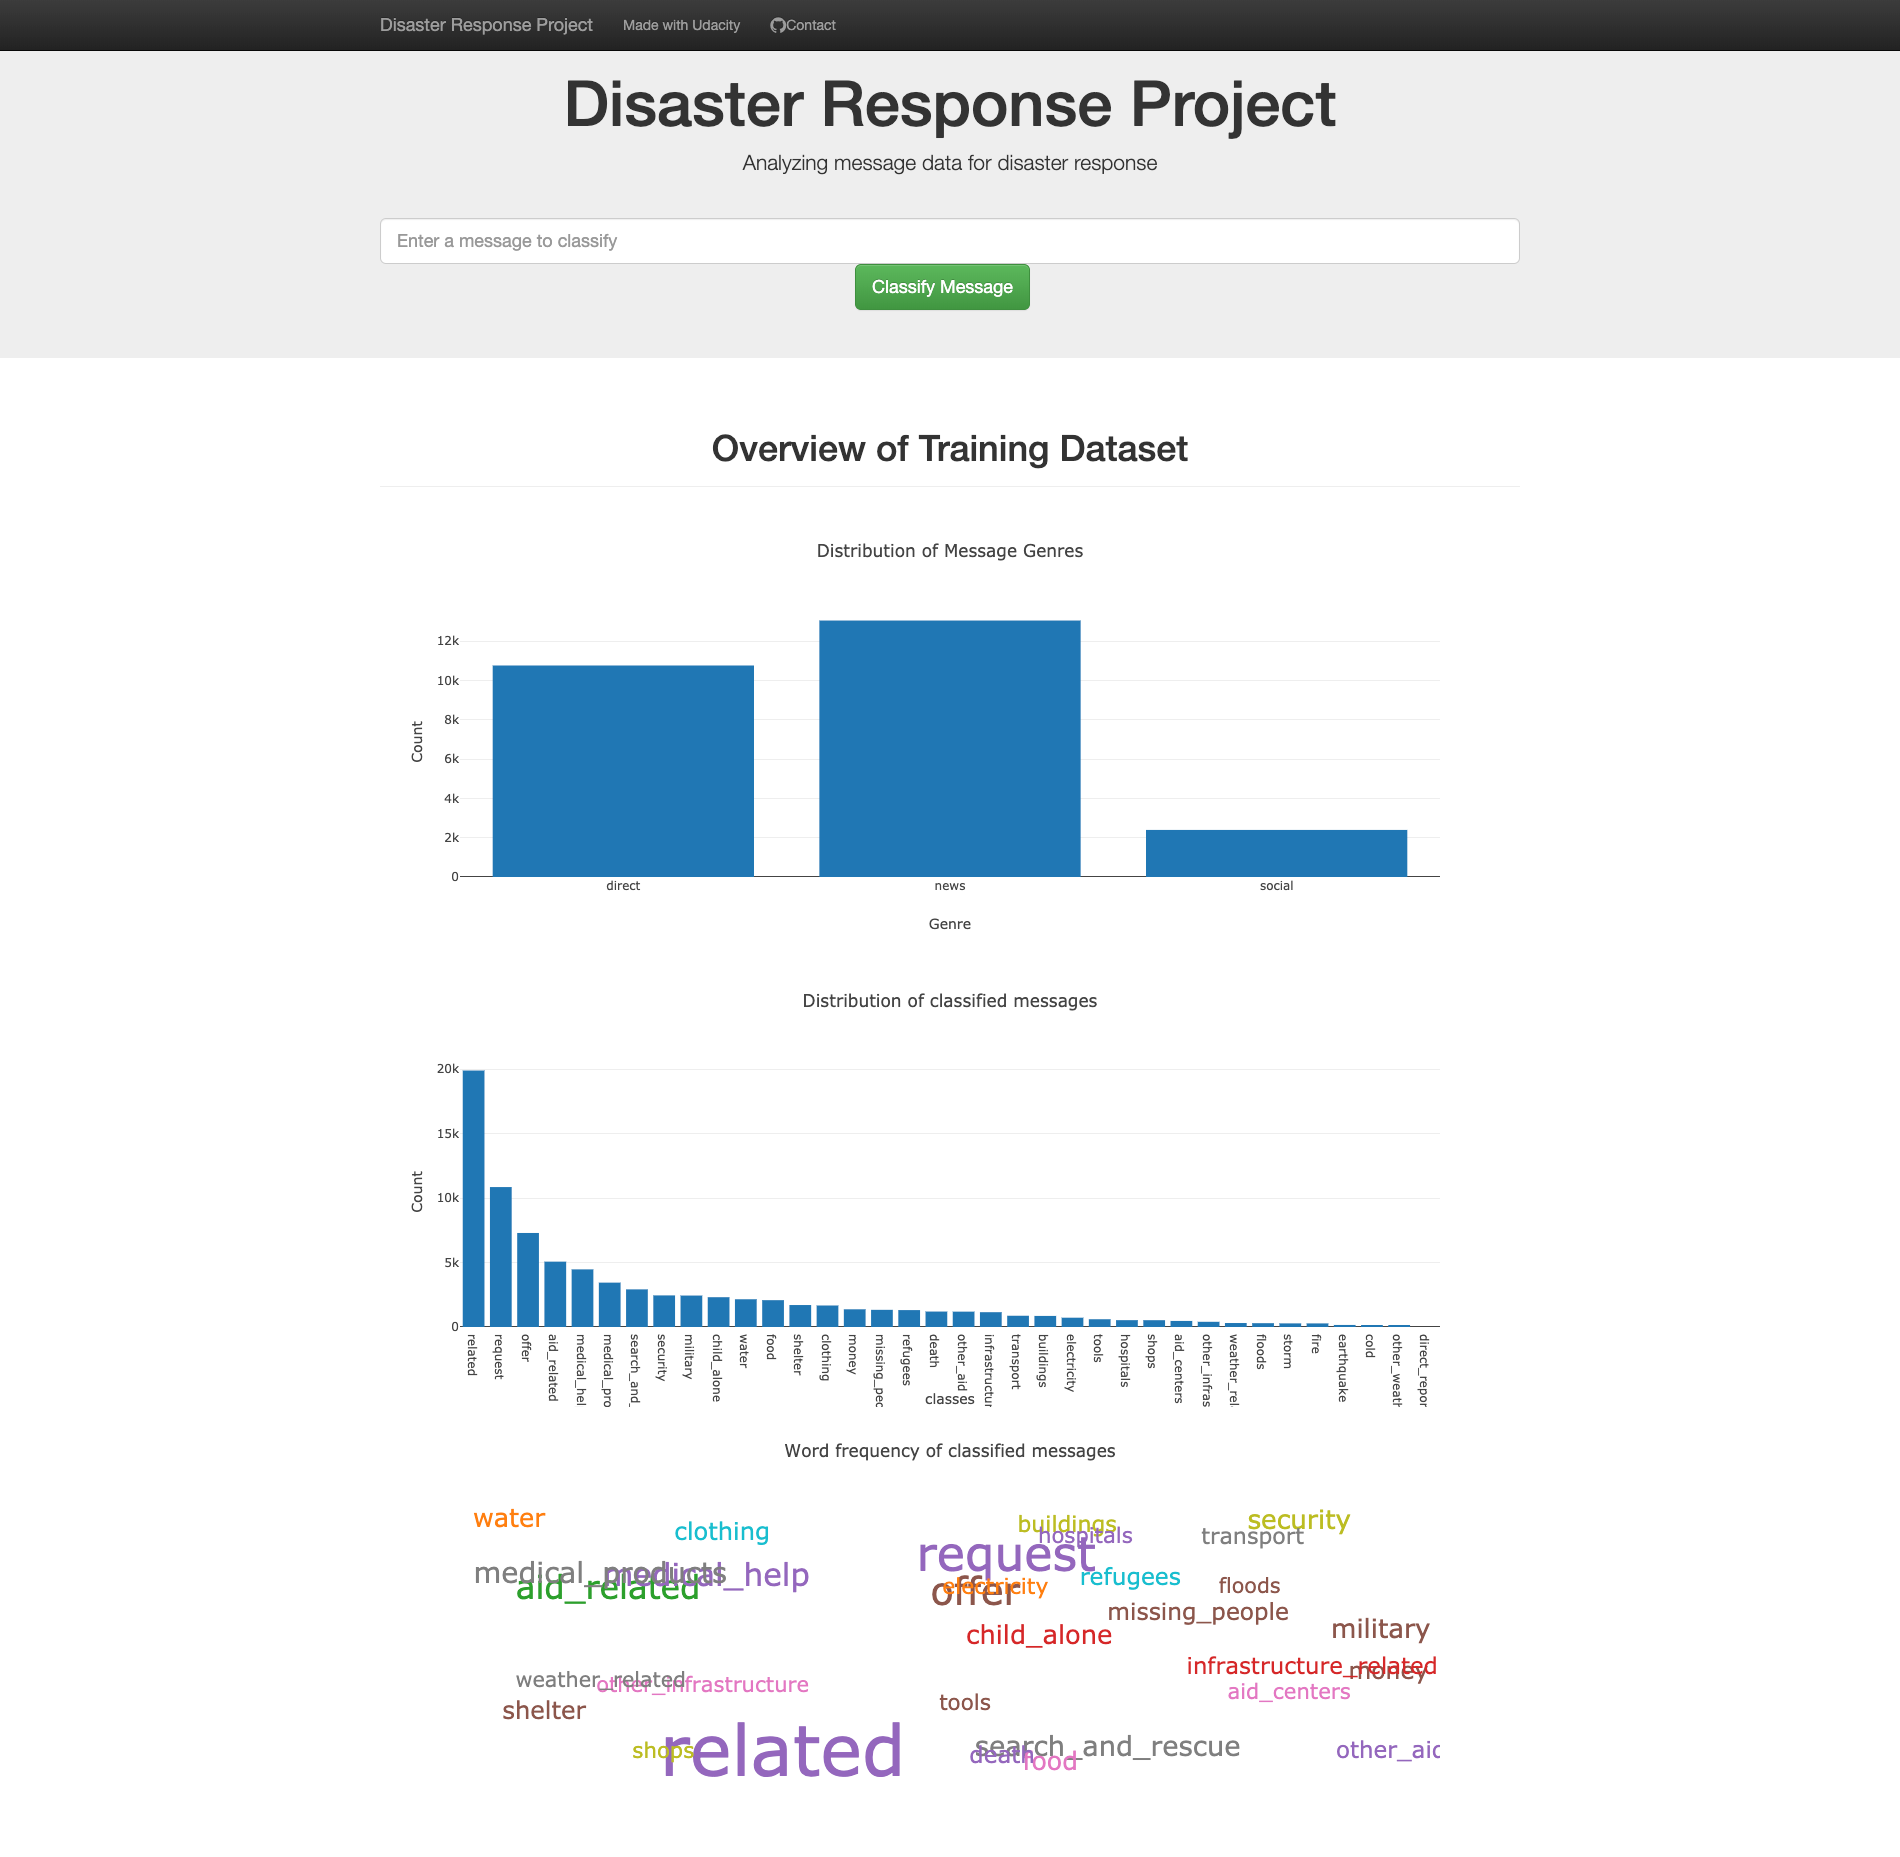 Disaster Response Project Made with Udacity Contact
Disaster Response Project
Analyzing message data for disaster response
Enter a message to classify
Classify Message
Overview of Training Dataset
Distribution of Message Genres
12k
10k
8k
6k
4k
2k
0
Count
direct news social
Genre
Distribution of classified messages
20k
15k
10k
5k
0
Count
related
request
offer
aid_related
medical_hel
medical_pro
search_and_
security
military
child_alone
water
food
shelter
clothing
money
missing_peo
refugees
death
other_aid
infrastructur
transport
buildings
electricity
tools
hospitals
shops
aid_centers
other_infras
weather_rel
floods
storm
fire
earthquake
cold
other_weath
direct_repor
classes
Word frequency of classified messages
water
clothing
buildings
security
hospitals
transport
request
medical_products
medical_help
aid_related
refugees
electricity
offer
floods
missing_people
military
child_alone
infrastructure_related
money
weather_related
other_infrastructure
aid_centers
tools
shelter
related
shops
search_and_rescue
death
food
other_aid